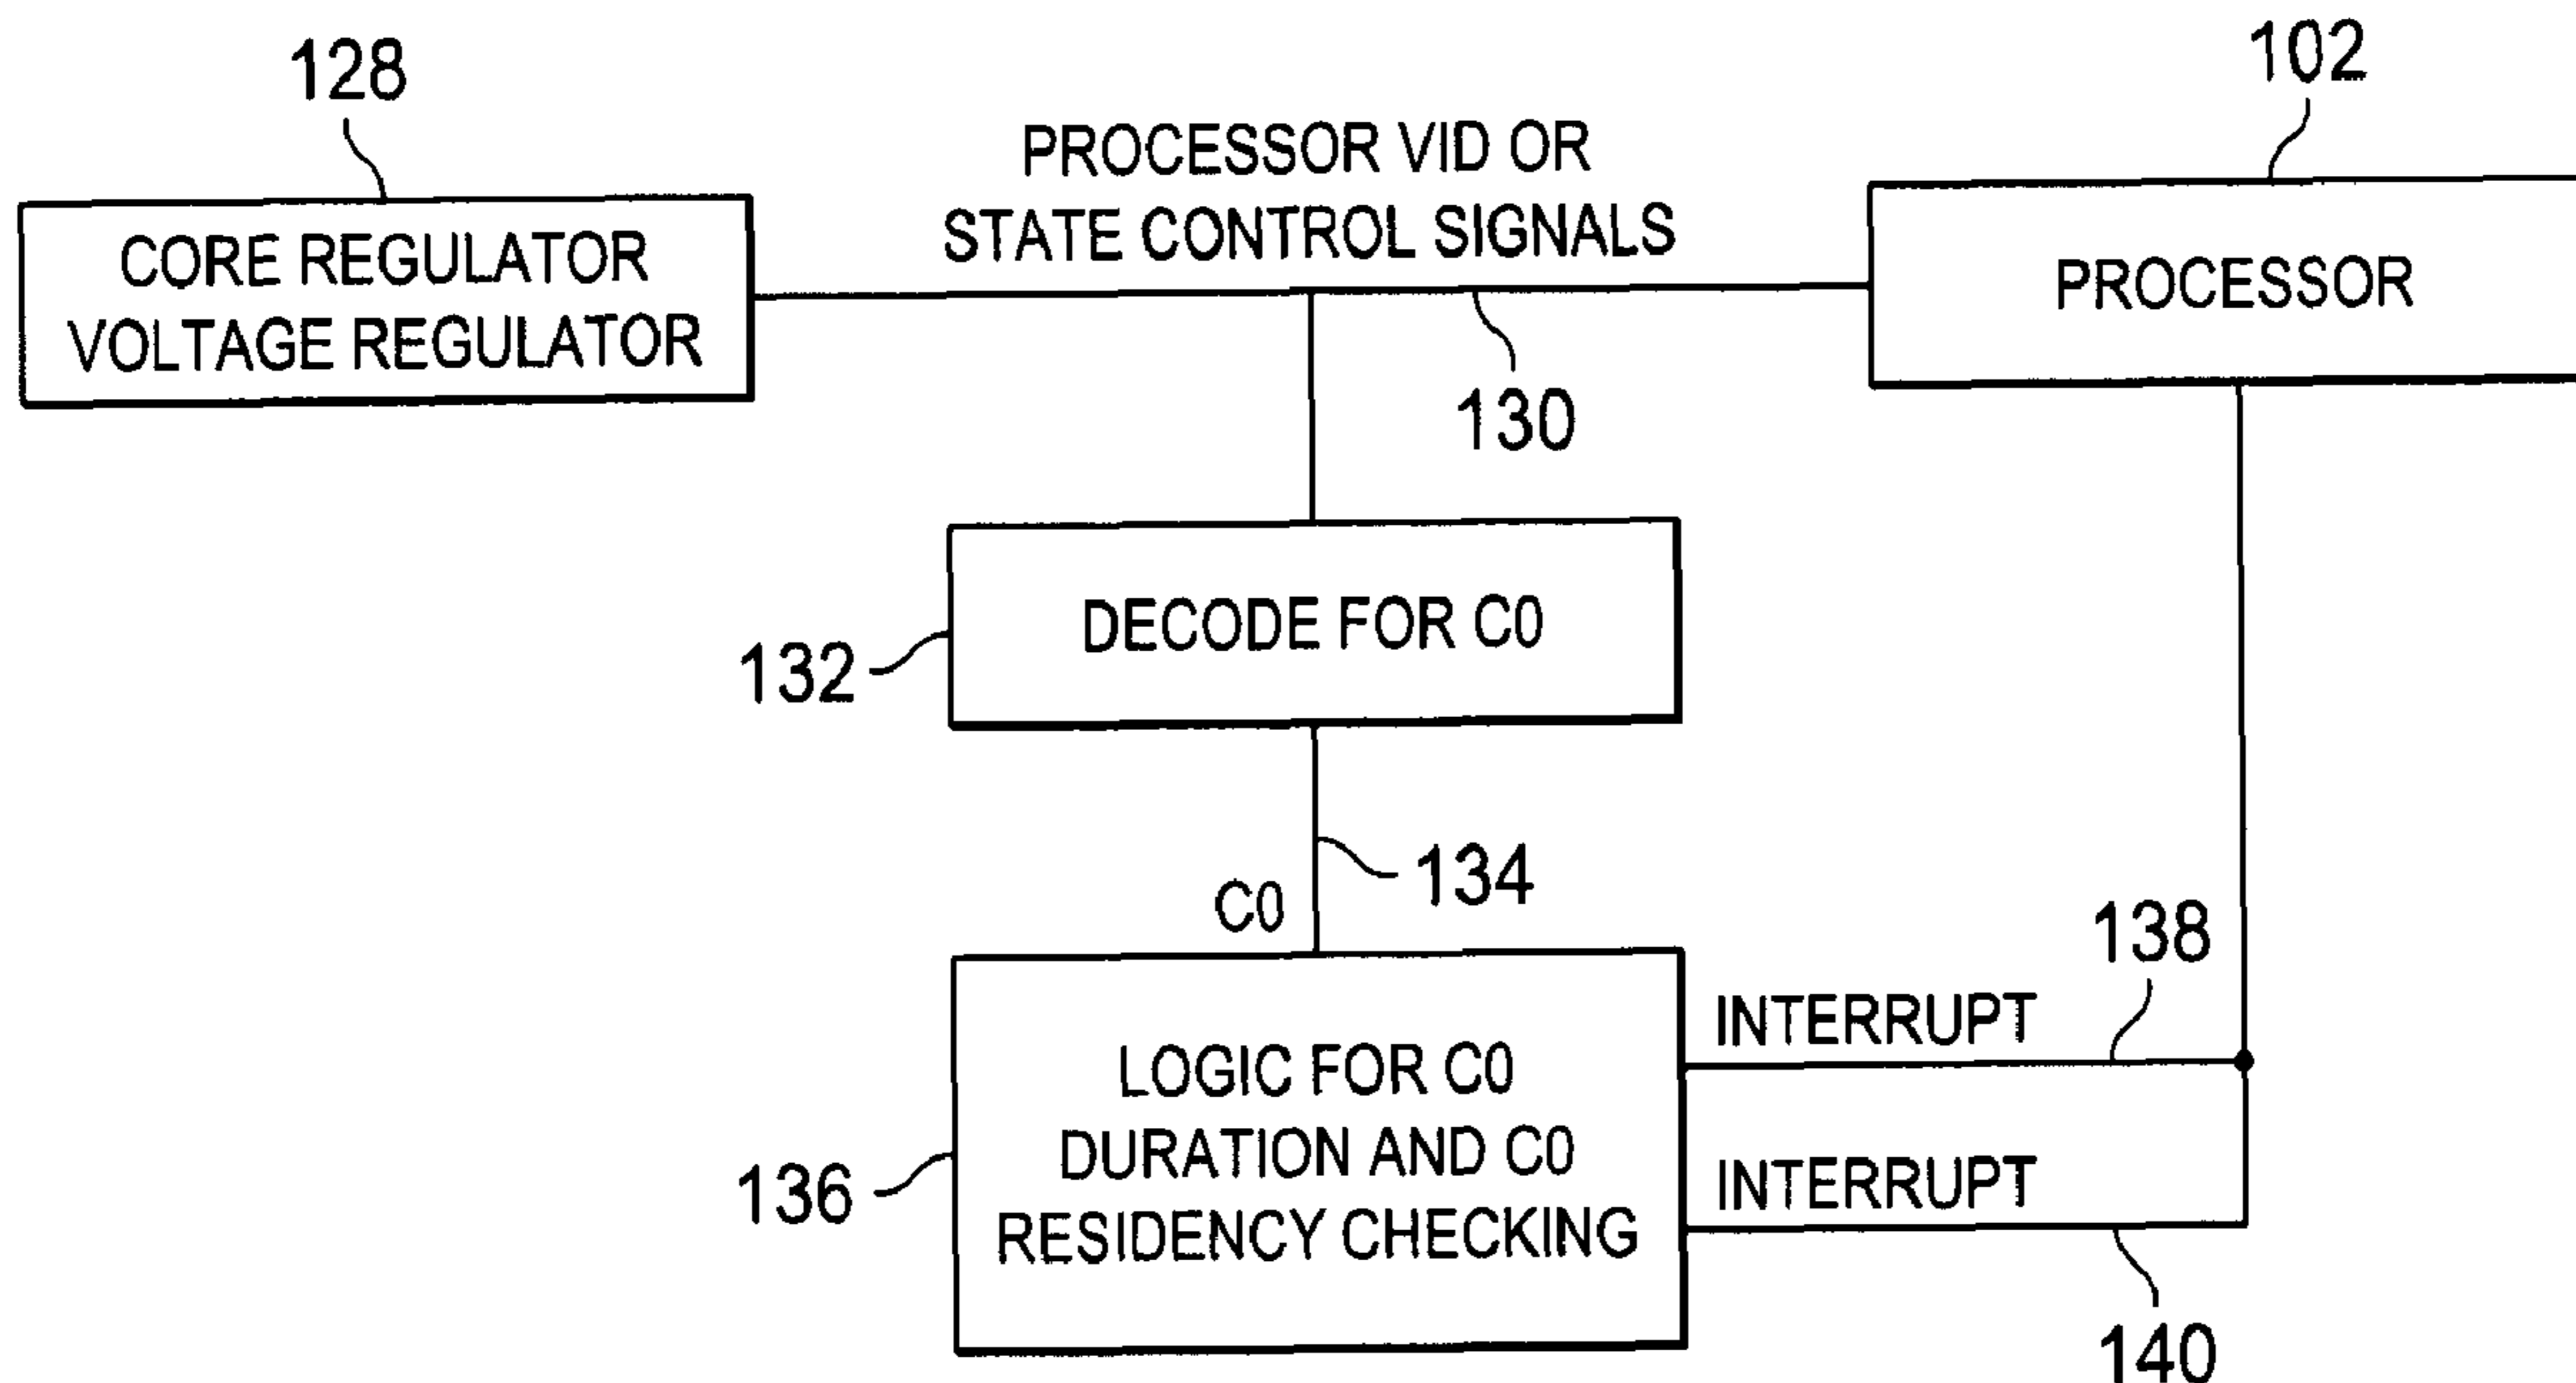 128
102
PROCESSOR VID OR
STATE CONTROL SIGNALS
CORE REGULATOR
VOLTAGE REGULATOR
PROCESSOR
130
DECODE FOR C0
132
134
C0
138
INTERRUPT
LOGIC FOR C0
DURATION AND C0
RESIDENCY CHECKING
136
INTERRUPT
140